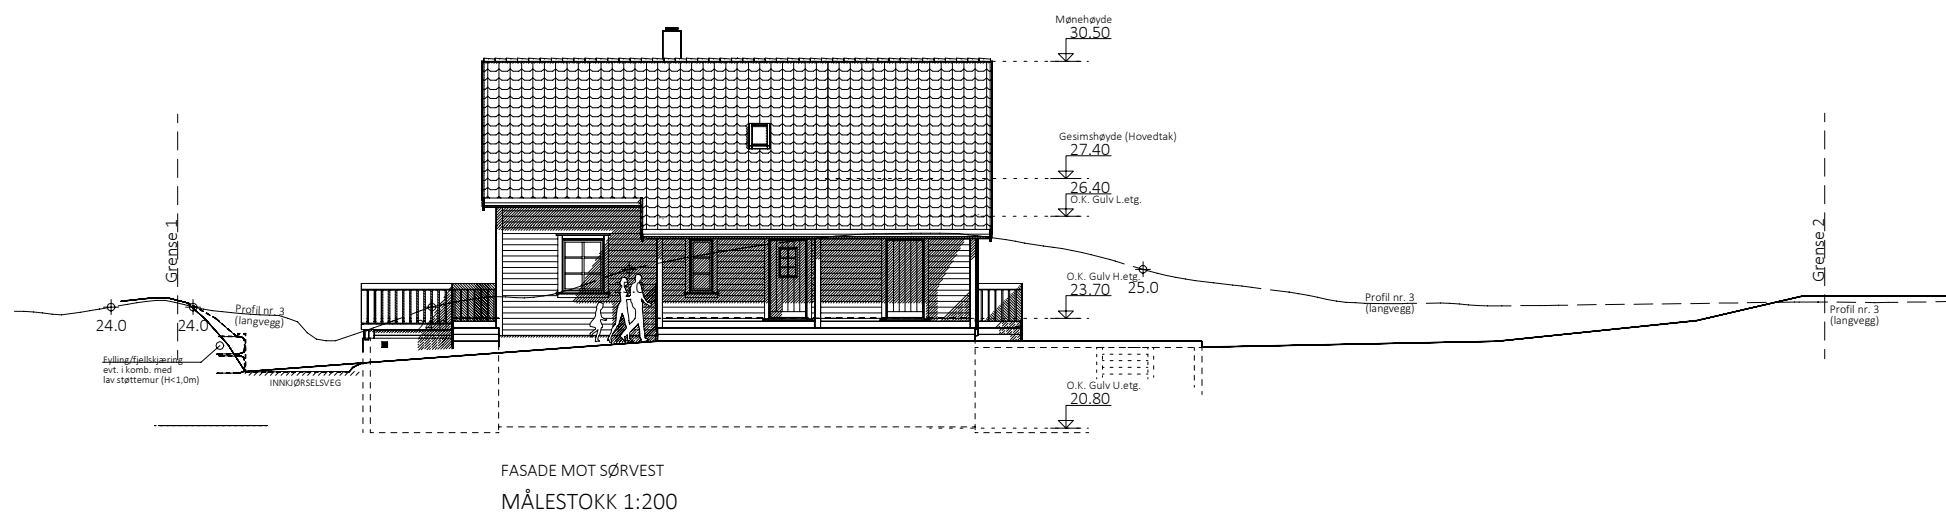 Mønehøyde
30.50
Gesimshøyde (Hovedtak)
27.40
26.40
O.K. Gulv L.etg.
Grense 1
Grense 2
O.K. Gulv H.etg.
23.70
25.0
24.0
24.0
Profil nr. 3
(langvegg)
Profil nr. 3
(langvegg)
Profil nr. 3
(langvegg)
Fylling/fjellskjæring
evt. i komb. med
lav støttemur (H<1,0m)
INNKJØRSELSVEG
O.K. Gulv U.etg.
20.80
FASADE MOT SØRVEST
MÅLESTOKK 1:200